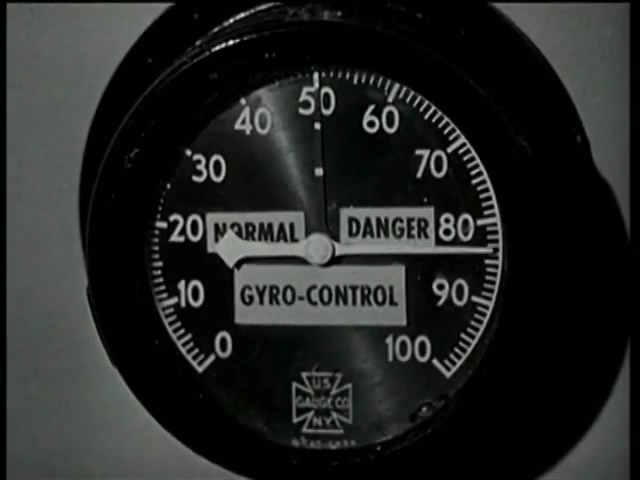 50
40 60
30 70
20 NORMAL DANGER 80
10 GYRO-CONTROL 90
0 100
U.S.
GAUGE CO
N.Y.